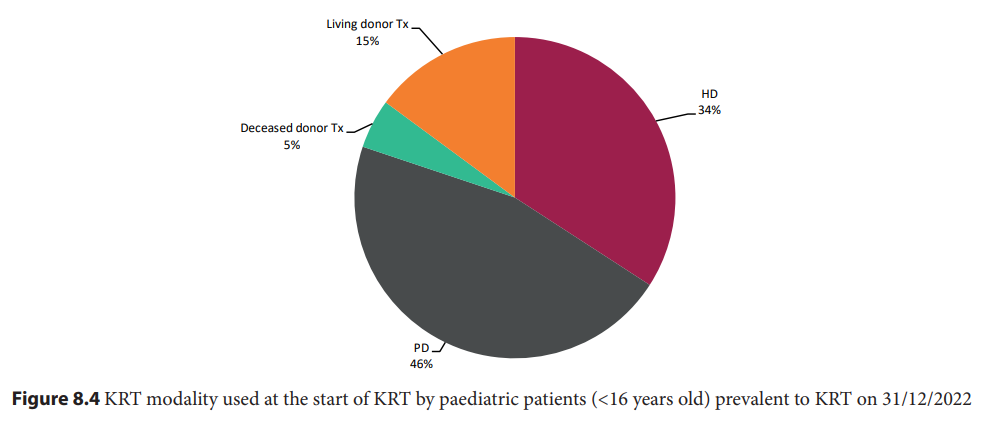 Living donor Tx
15%
HD
34%
Deceased donor Tx
5%
PD
46%
Figure 8.4 KRT modality used at the start of KRT by paediatric patients (<16 years old) prevalent to KRT on 31/12/2022